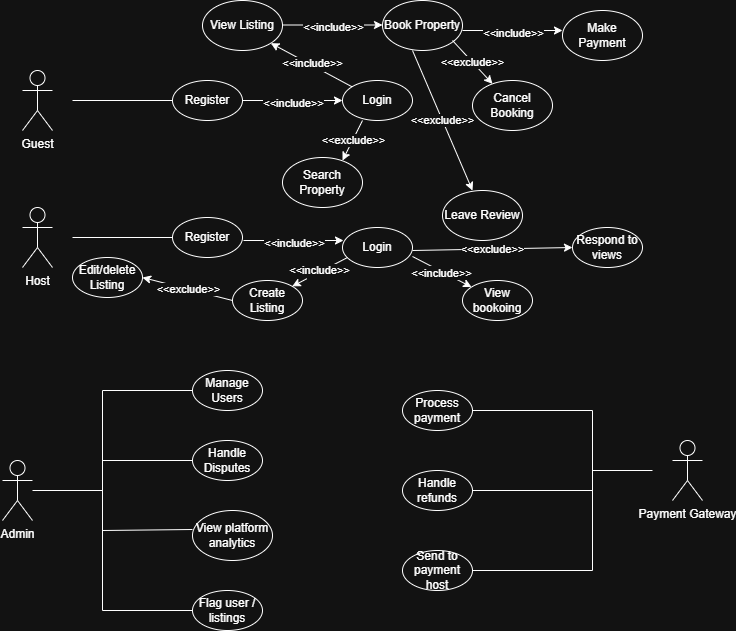 View Listing
<<include>>
Book Property
<<include>>
Make
Payment
<<include>>
<<exclude>>
Guest
Register
<<include>>
Login
Cancel
Booking
<<exclude>>
<<exclude>>
Search
Property
Leave Review
Host
Register
<<include>>
Login
<<exclude>>
Respond to
views
Edit/delete
Listing
<<exclude>>
<<include>>
<<include>>
Create
Listing
View
bookoing
Manage
Users
Process
payment
Handle
Disputes
Handle
refunds
Admin
Payment Gateway
View platform
analytics
Send to
payment
host
Flag user /
listings